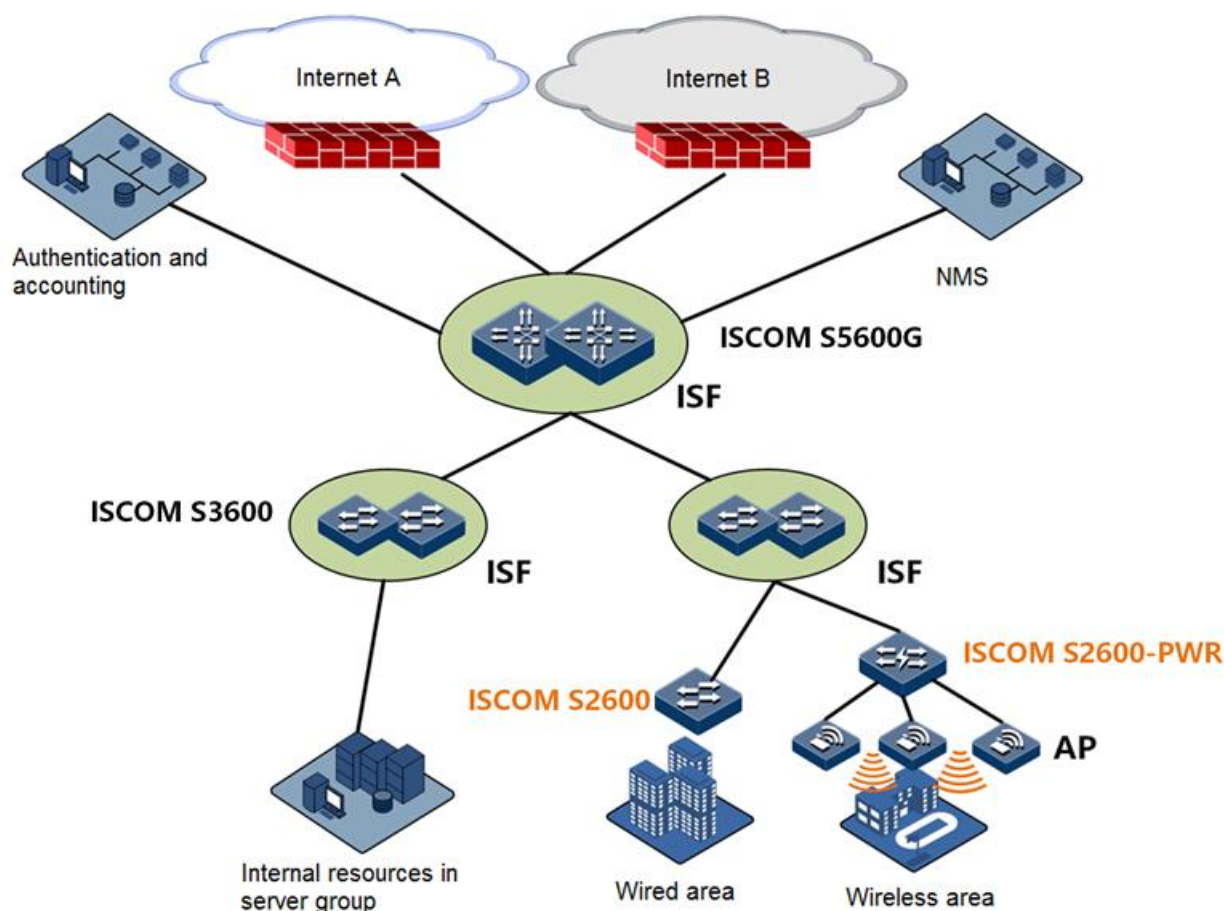 Internet A
Internet B
Authentication and
accounting
NMS
ISCOM S5600G
ISF
ISCOM S3600
ISF
ISF
ISCOM S2600-PWR
ISCOM S2600
AP
Internal resources in
server group
Wired area
Wireless area